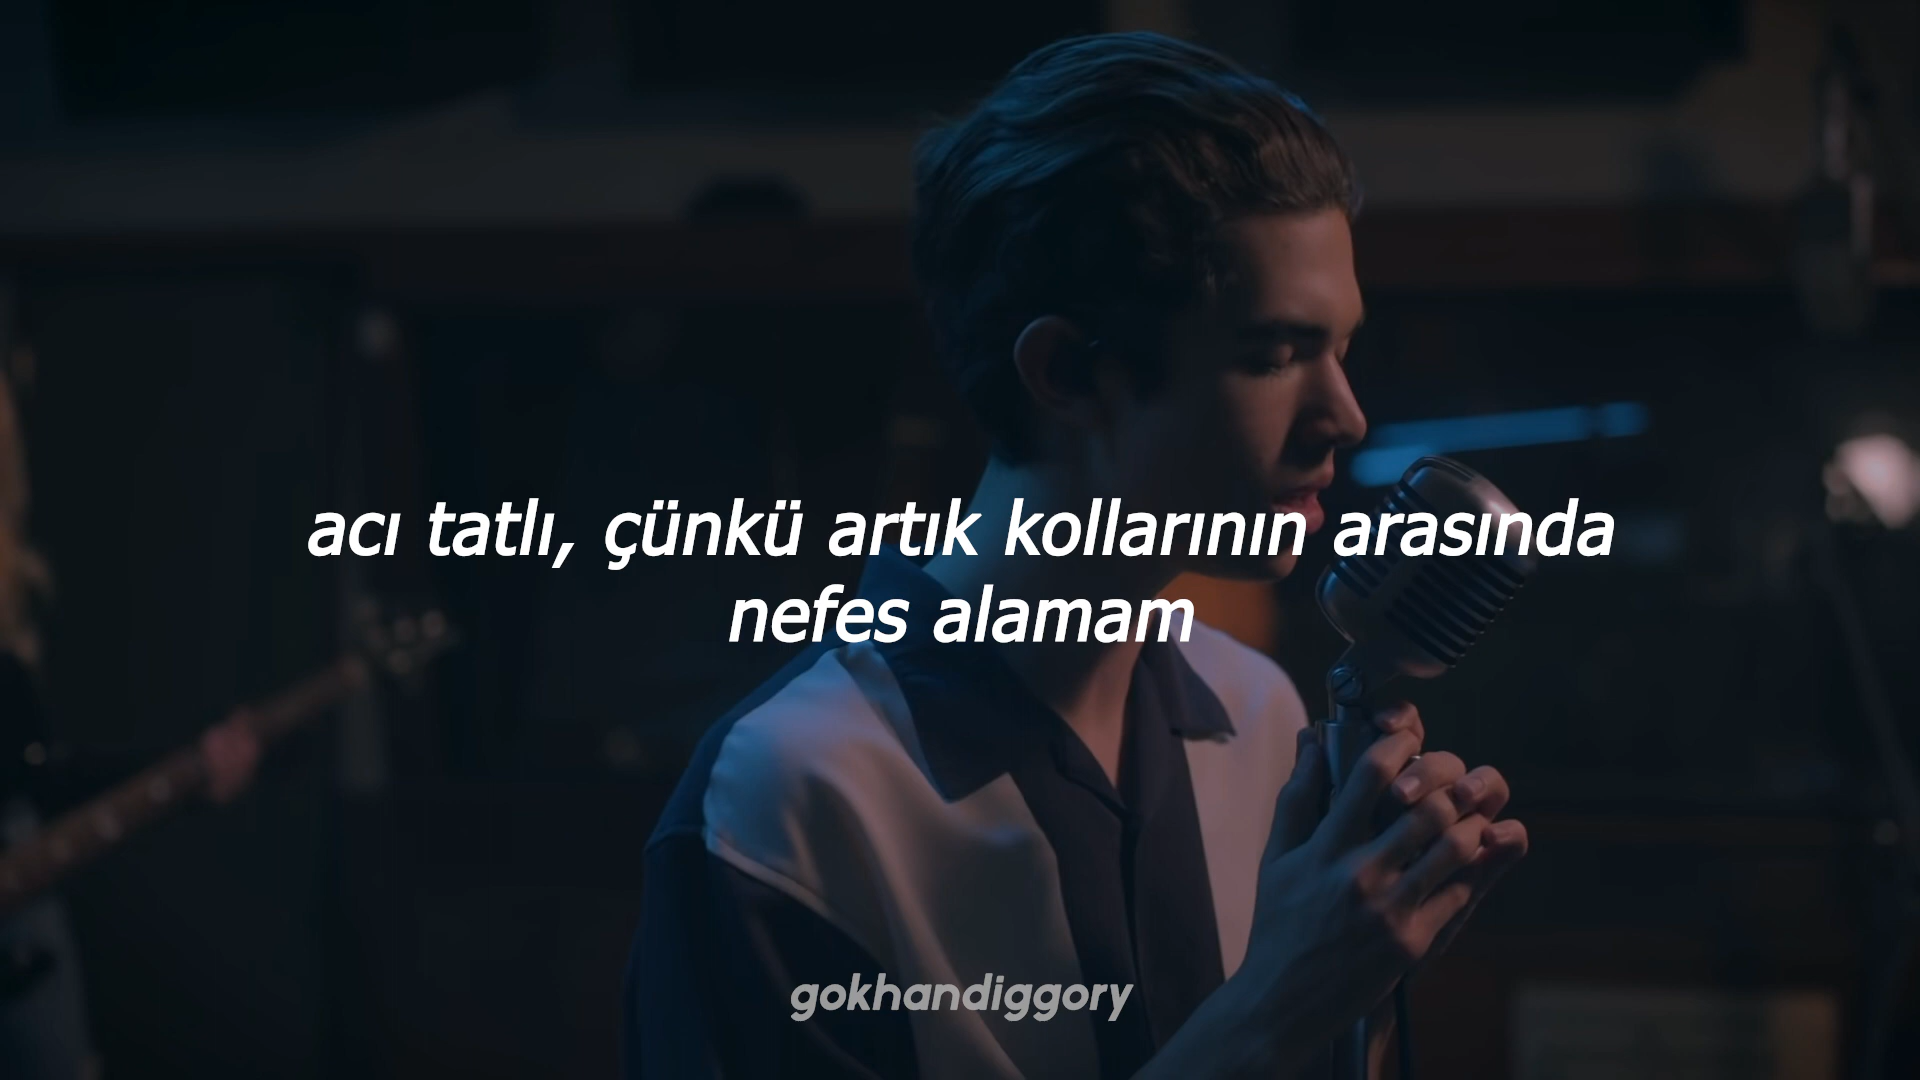 acı tatlı, çünkü artık kollarının arasında
nefes alamam
gokhandiggory